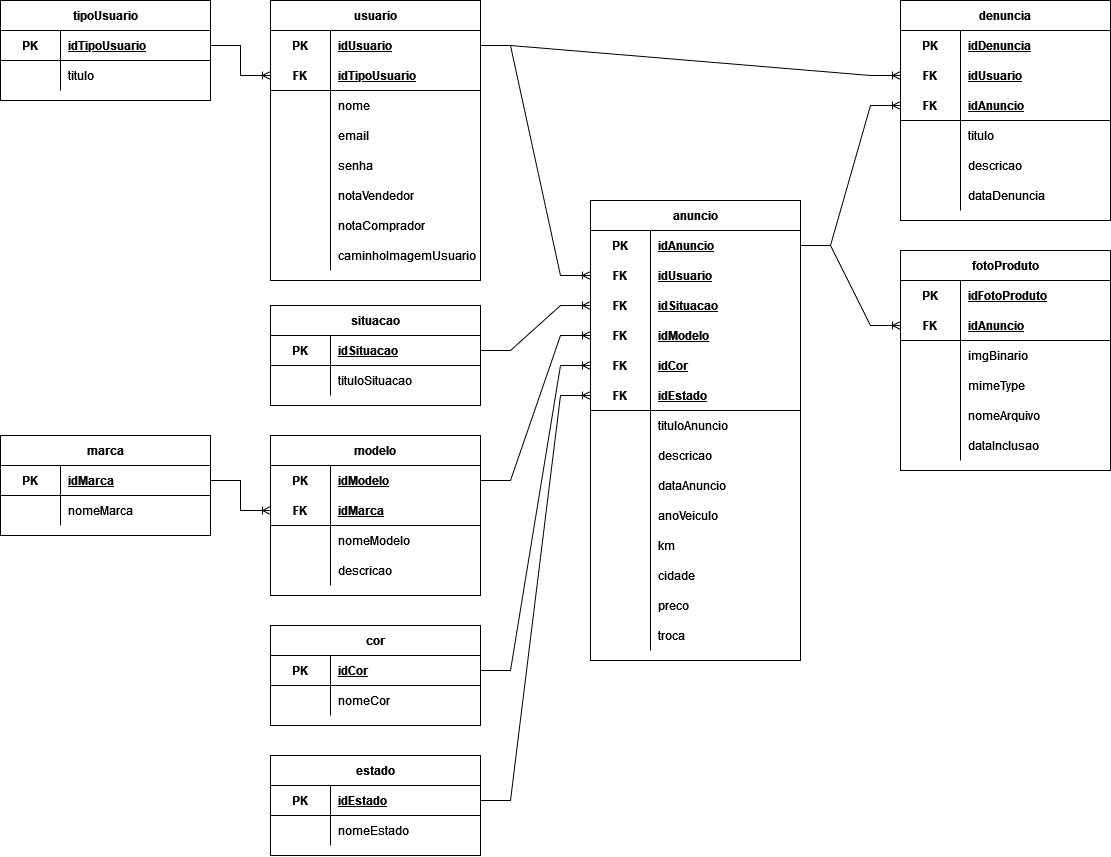 tipoUsuario
PK idTipoUsuario
titulo
usuario
PK idUsuario
FK idTipoUsuario
nome
email
senha
notaVendedor
notaComprador
caminhoImagemUsuario
denuncia
PK idDenuncia
FK idUsuario
FK idAnuncio
titulo
descricao
dataDenuncia
anuncio
PK idAnuncio
FK idUsuario
FK idSituacao
FK idModelo
FK idCor
FK idEstado
tituloAnuncio
descricao
dataAnuncio
anoVeiculo
km
cidade
preco
troca
fotoProduto
PK idFotoProduto
FK idAnuncio
imgBinario
mimeType
nomeArquivo
dataInclusao
situacao
PK idSituacao
tituloSituacao
marca
PK idMarca
nomeMarca
modelo
PK idModelo
FK idMarca
nomeModelo
descricao
cor
PK idCor
nomeCor
estado
PK idEstado
nomeEstado